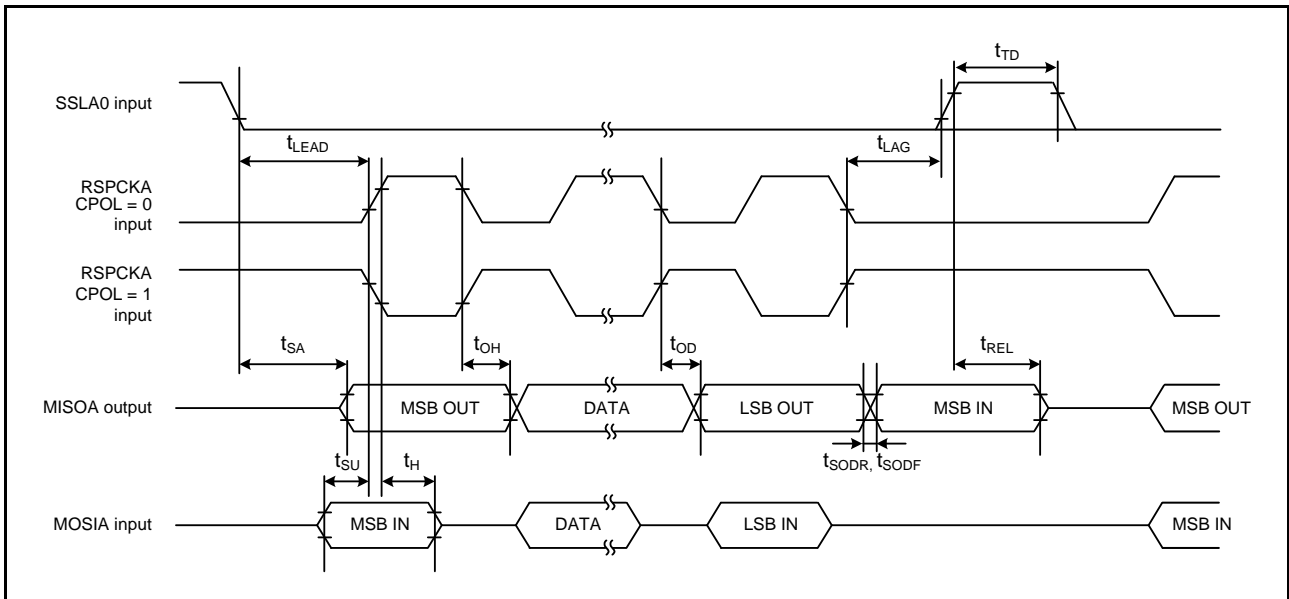 tTD
SSLA0 input
tLEAD
tLAG
RSPCKA
CPOL = 0
input
RSPCKA
CPOL = 1
input
tSA
tOH
tOD
tREL
MISOA output
MSB OUT
DATA
LSB OUT
MSB IN
MSB OUT
tSU
tH
tSODR, tSODF
MOSIA input
MSB IN
DATA
LSB IN
MSB IN